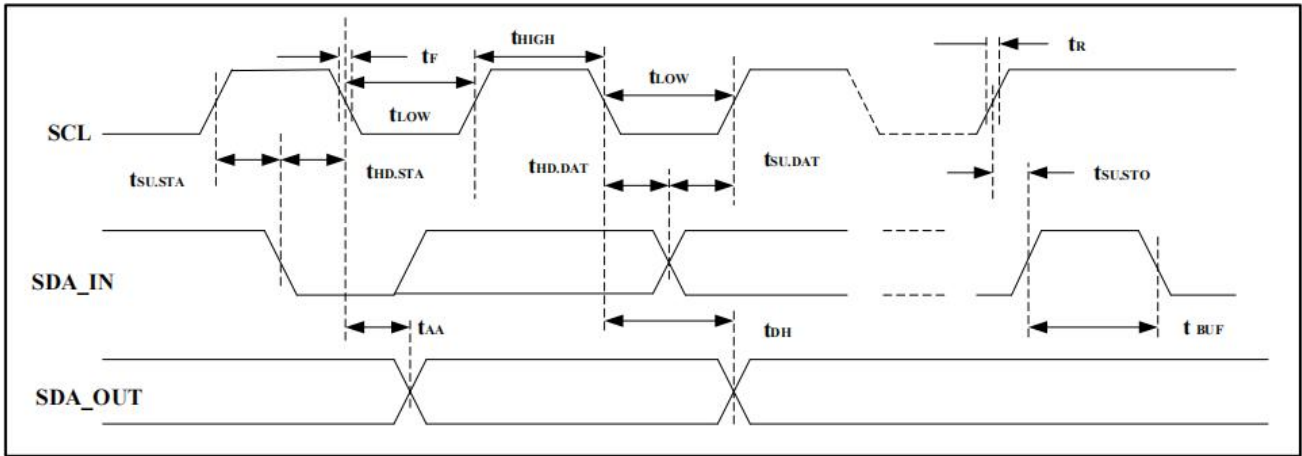 tF
tHIGH
tR
tLOW
tLOW
SCL
tSU.STA
tHD.STA
tHD.DAT
tSU.DAT
tSU.STO
SDA_IN
tAA
tDH
t BUF
SDA_OUT